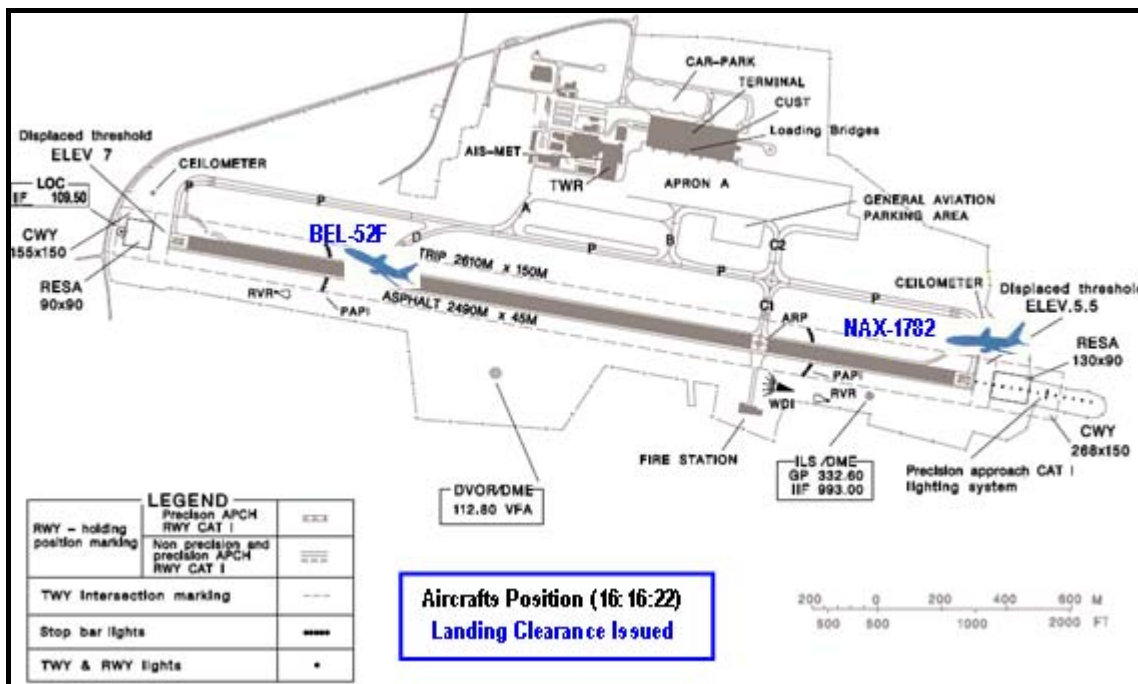 CAR-PARK
TERMINAL
CUST
Loading Bridges
AIS-MET
TWR
APRON A
GENERAL AVIATION
PARKING AREA
Displaced threshold
ELEV 7
CEILOMETER
LOC
IIF 109.50
CWY
155x150
RESA
90x90
P
P
A
D
B
P
P
C2
C1
P
BEL-52F
TRIP 2610M x 150M
ASPHALT 2490M x 45M
RVR
PAPI
CEILOMETER
Displaced threshold
ELEV.5.5
NAX-1782
ARP
RESA
130x90
PAPI
RVR
WDI
CWY
268x150
FIRE STATION
ILS/DME
GP 332.60
IIF 993.00
Precision approach CAT I
lighting system
DVOR/DME
112.80 VFA
LEGEND
RWY - holding
position marking
Precison APCH
RWY CAT I
Non precision and
precision APCH
RWY CAT I
TWY Intersection marking
Stop bar lights
TWY & RWY lights
Aircrafts Position (16:16:22)
Landing Clearance Issued
200 0 200 400 600 M
500 500 1000 2000 FT